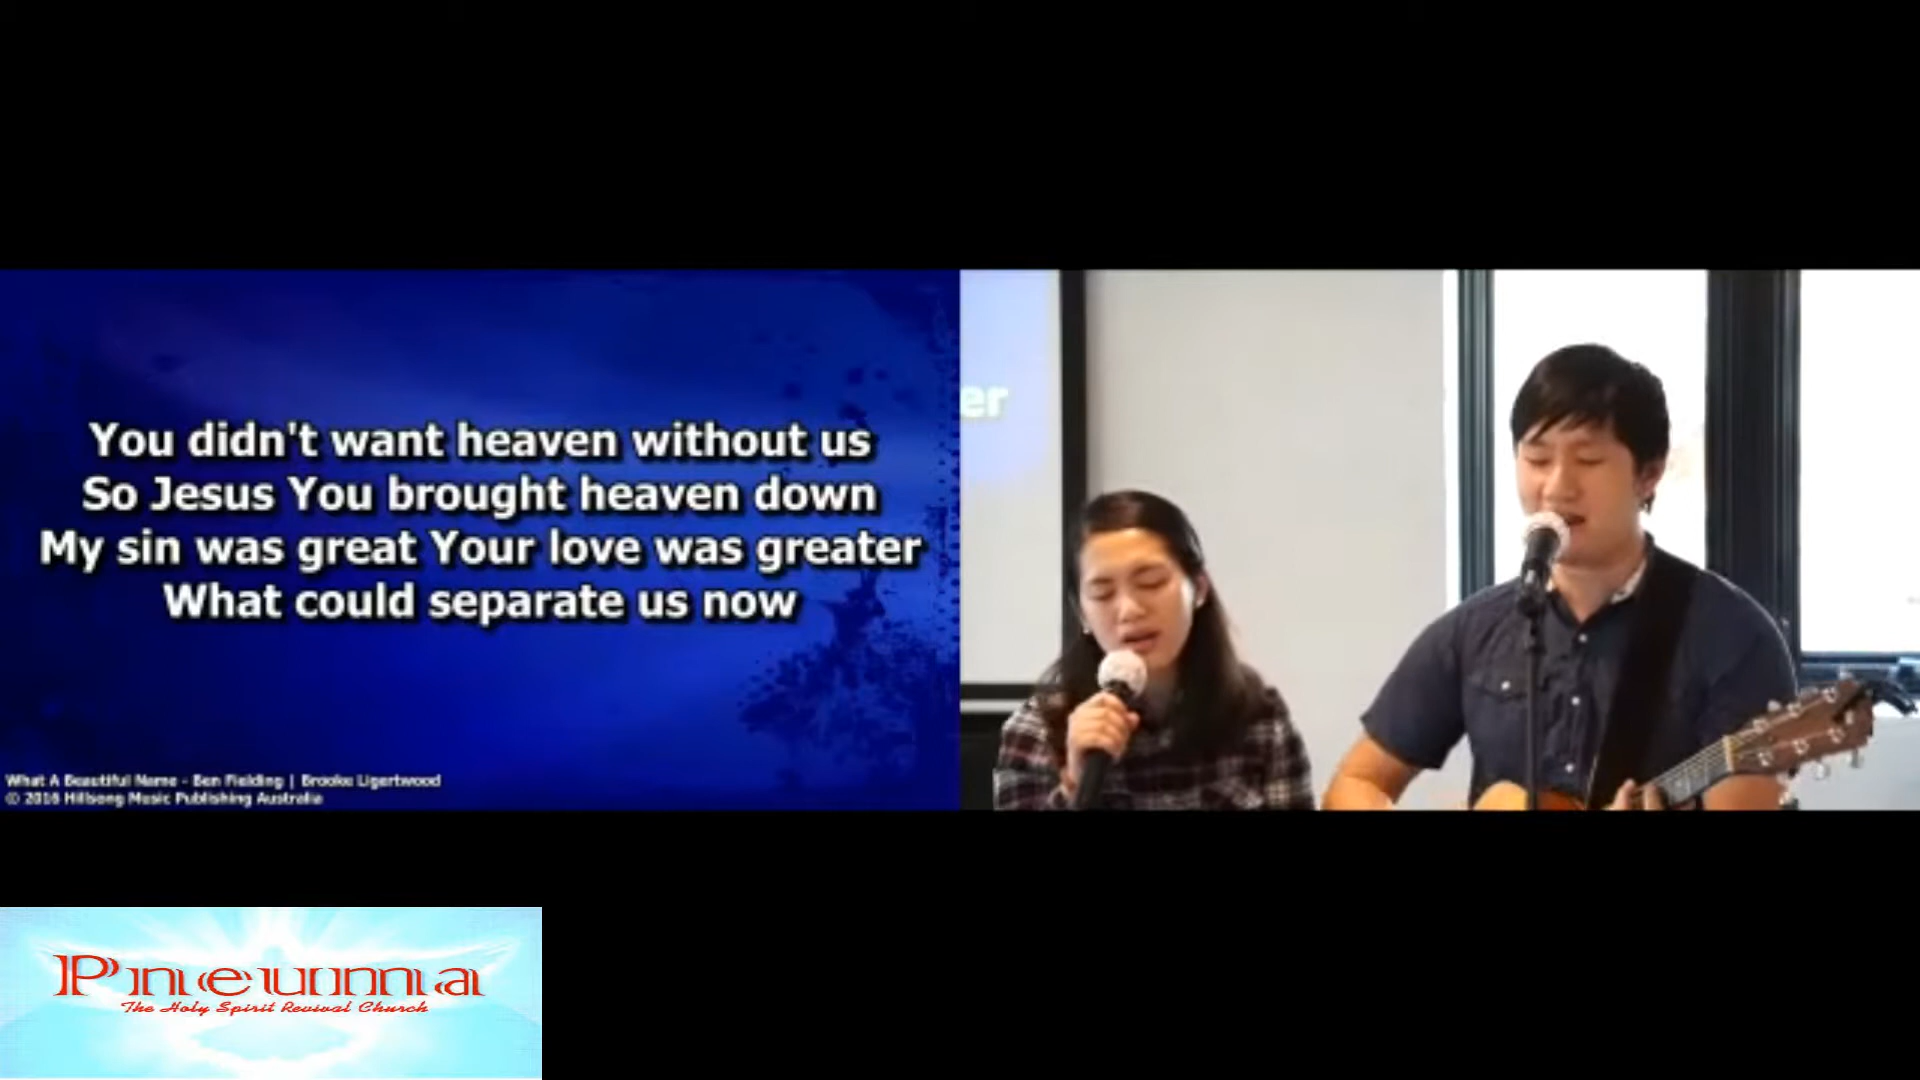 You didn't want heaven without us
So Jesus You brought heaven down
My sin was great Your love was greater
What could separate us now
What A Beautiful Name - Ben Fielding | Brooke Ligertwood
© 2016 Hillsong Music Publishing Australia
er
Pneuma
The Holy Spirit Revival Church